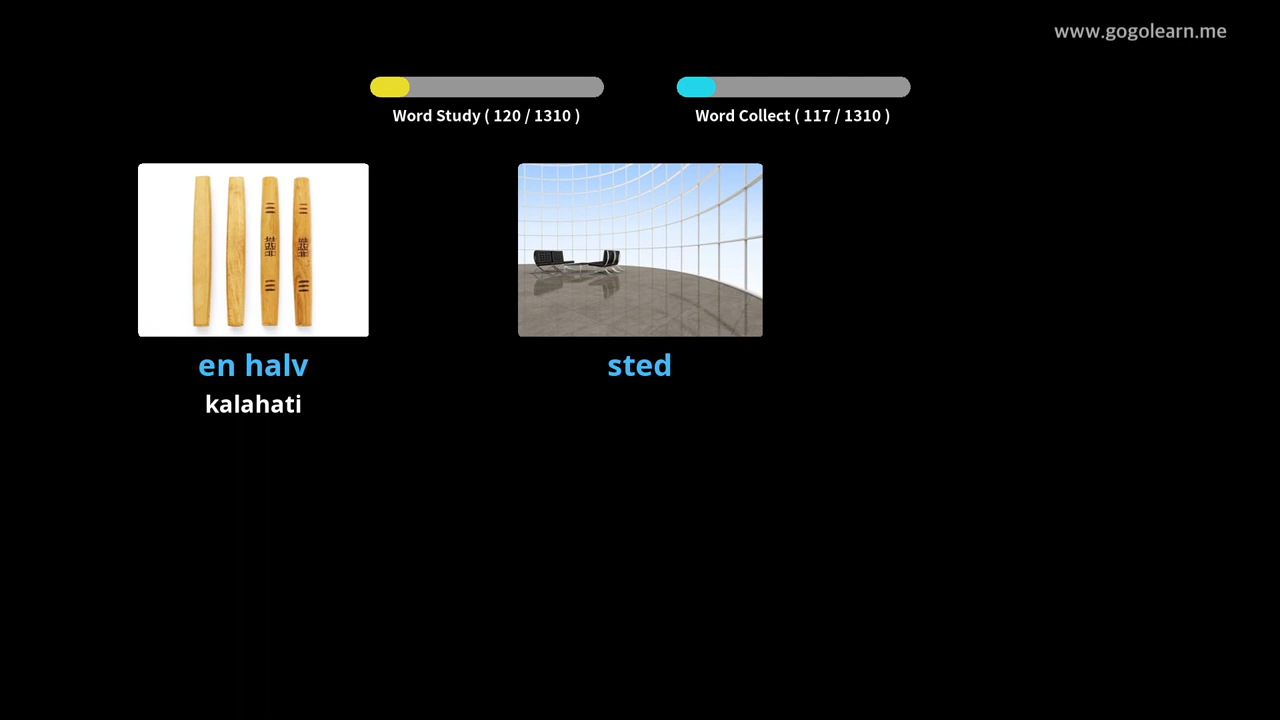 www.gogolearn.me
Word Study ( 120 / 1310 )
Word Collect ( 117 / 1310 )
en halv
kalahati
sted